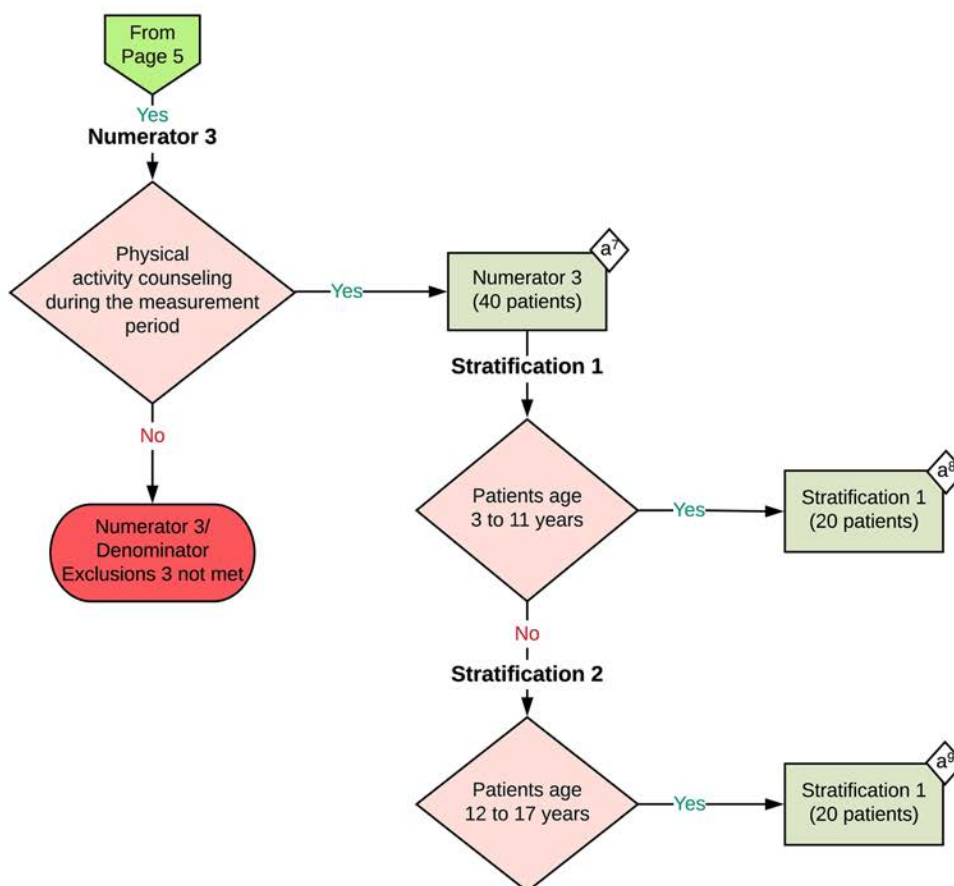 From
Page 5
Yes
Numerator 3
Physical
activity counseling
during the measurement
period
Yes
Numerator 3
(40 patients)
a⁷
No
Numerator 3/
Denominator
Exclusions 3 not met
Stratification 1
Patients age
3 to 11 years
Yes
Stratification 1
(20 patients)
a⁸
No
Stratification 2
Patients age
12 to 17 years
Yes
Stratification 1
(20 patients)
a⁹